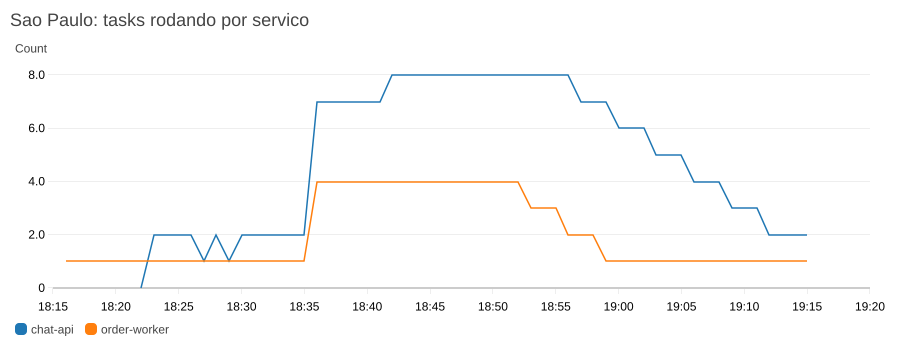 Sao Paulo: tasks rodando por servico
Count
8.0
6.0
4.0
2.0
0
18:15 18:20 18:25 18:30 18:35 18:40 18:45 18:50 18:55 19:00 19:05 19:10 19:15 19:20
chat-api order-worker